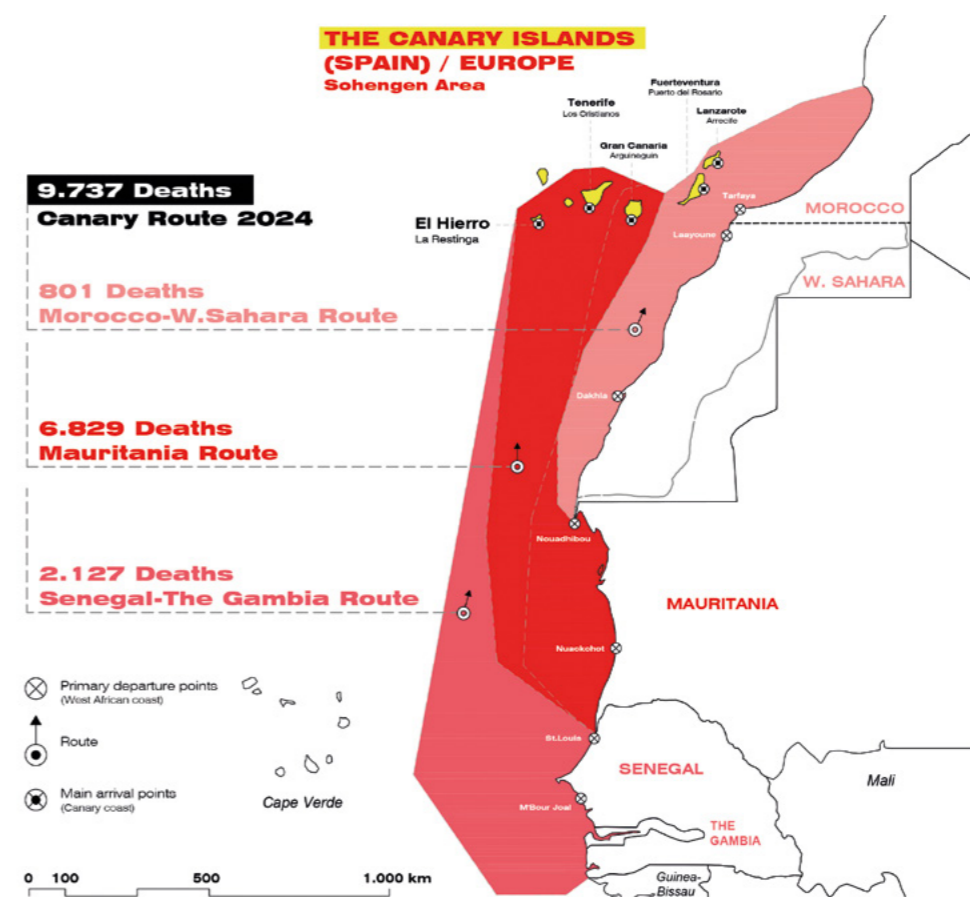 THE CANARY ISLANDS
(SPAIN) / EUROPE
Sohengen Area
Fuerteventura
Puerto del Rosario
Tenerife
Los Cristianos
Lanzarote
Arrecife
Gran Canaria
Arguineguin
9.737 Deaths
Canary Route 2024
El Hierro
La Restinga
Tarfaya
MOROCCO
Laayoune
W. SAHARA
801 Deaths
Morocco-W.Sahara Route
Dakhla
6.829 Deaths
Mauritania Route
Nouadhibou
2.127 Deaths
Senegal-The Gambia Route
MAURITANIA
Nuackohot
Primary departure points
(West African coast)
Route
Main arrival points
(Canary coast)
Cape Verde
St.Louis
SENEGAL
Mali
M'Bour Joal
THE
GAMBIA
Guinea-
Bissau
0 100 500 1.000 km